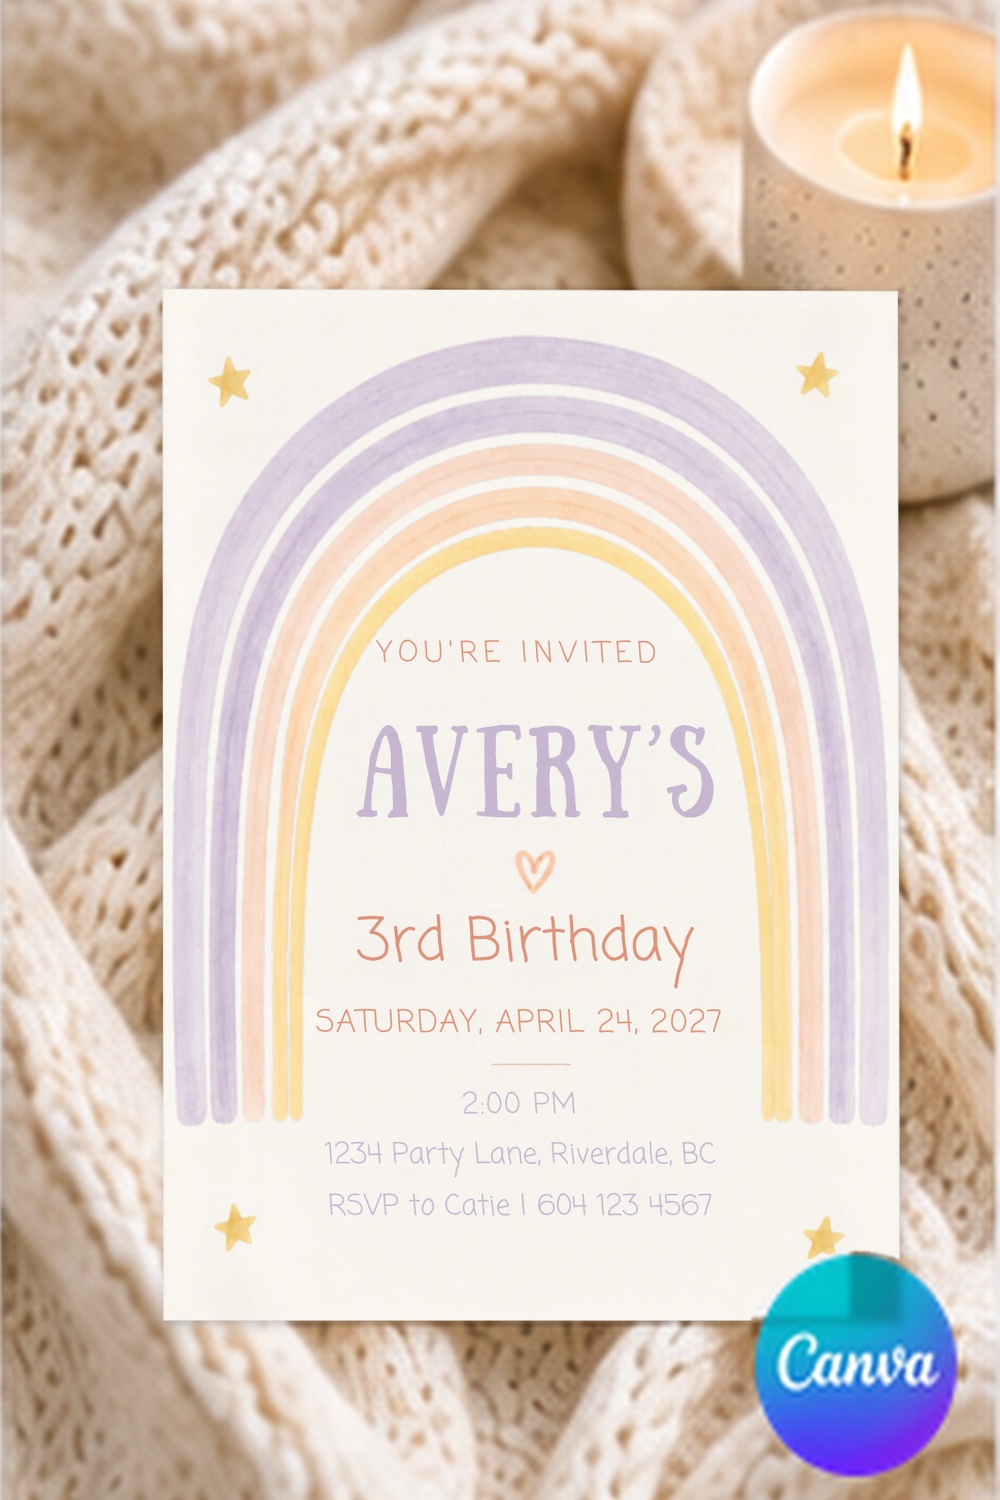 YOU'RE INVITED
AVERY'S
3rd Birthday
SATURDAY, APRIL 24, 2027
2:00 PM
1234 Party Lane, Riverdale, BC
RSVP to Catie | 604 123 4567
Canva